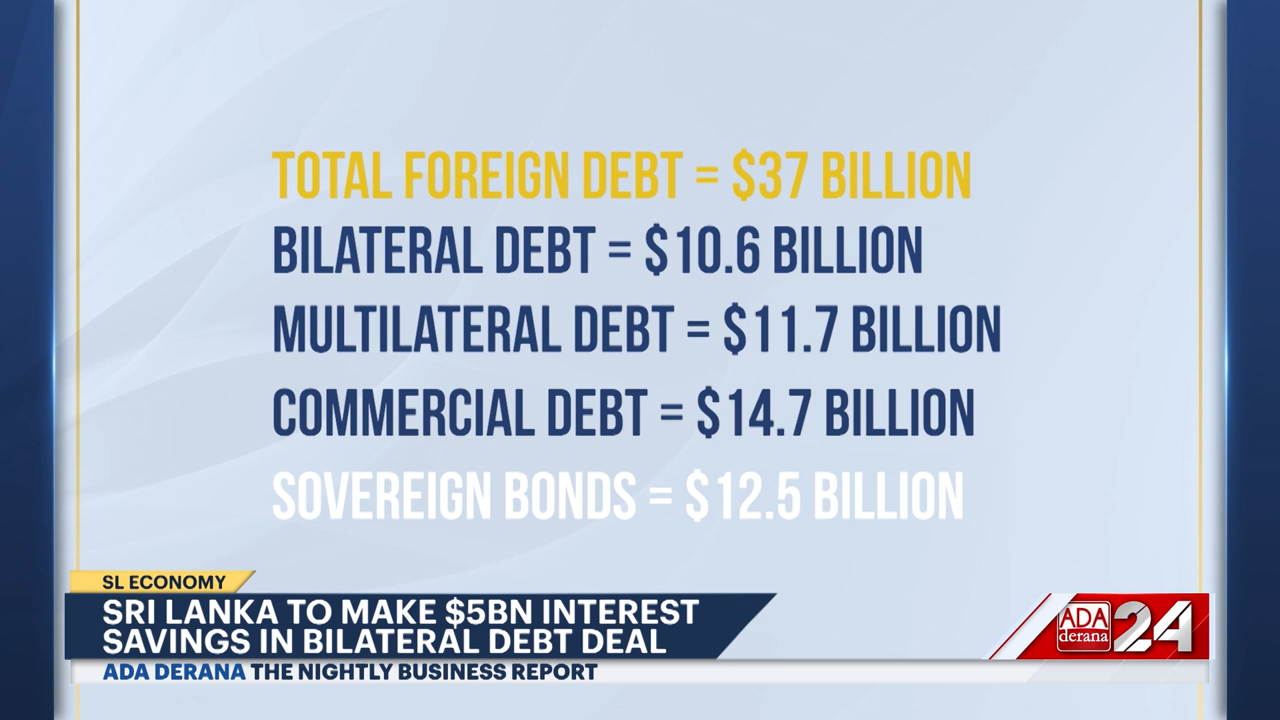 TOTAL FOREIGN DEBT = $37 BILLION
BILATERAL DEBT = $10.6 BILLION
MULTILATERAL DEBT = $11.7 BILLION
COMMERCIAL DEBT = $14.7 BILLION
SOVEREIGN BONDS = $12.5 BILLION
SL ECONOMY
SRI LANKA TO MAKE $5BN INTEREST
SAVINGS IN BILATERAL DEBT DEAL
ADA DERANA THE NIGHTLY BUSINESS REPORT
ADA
derana
24